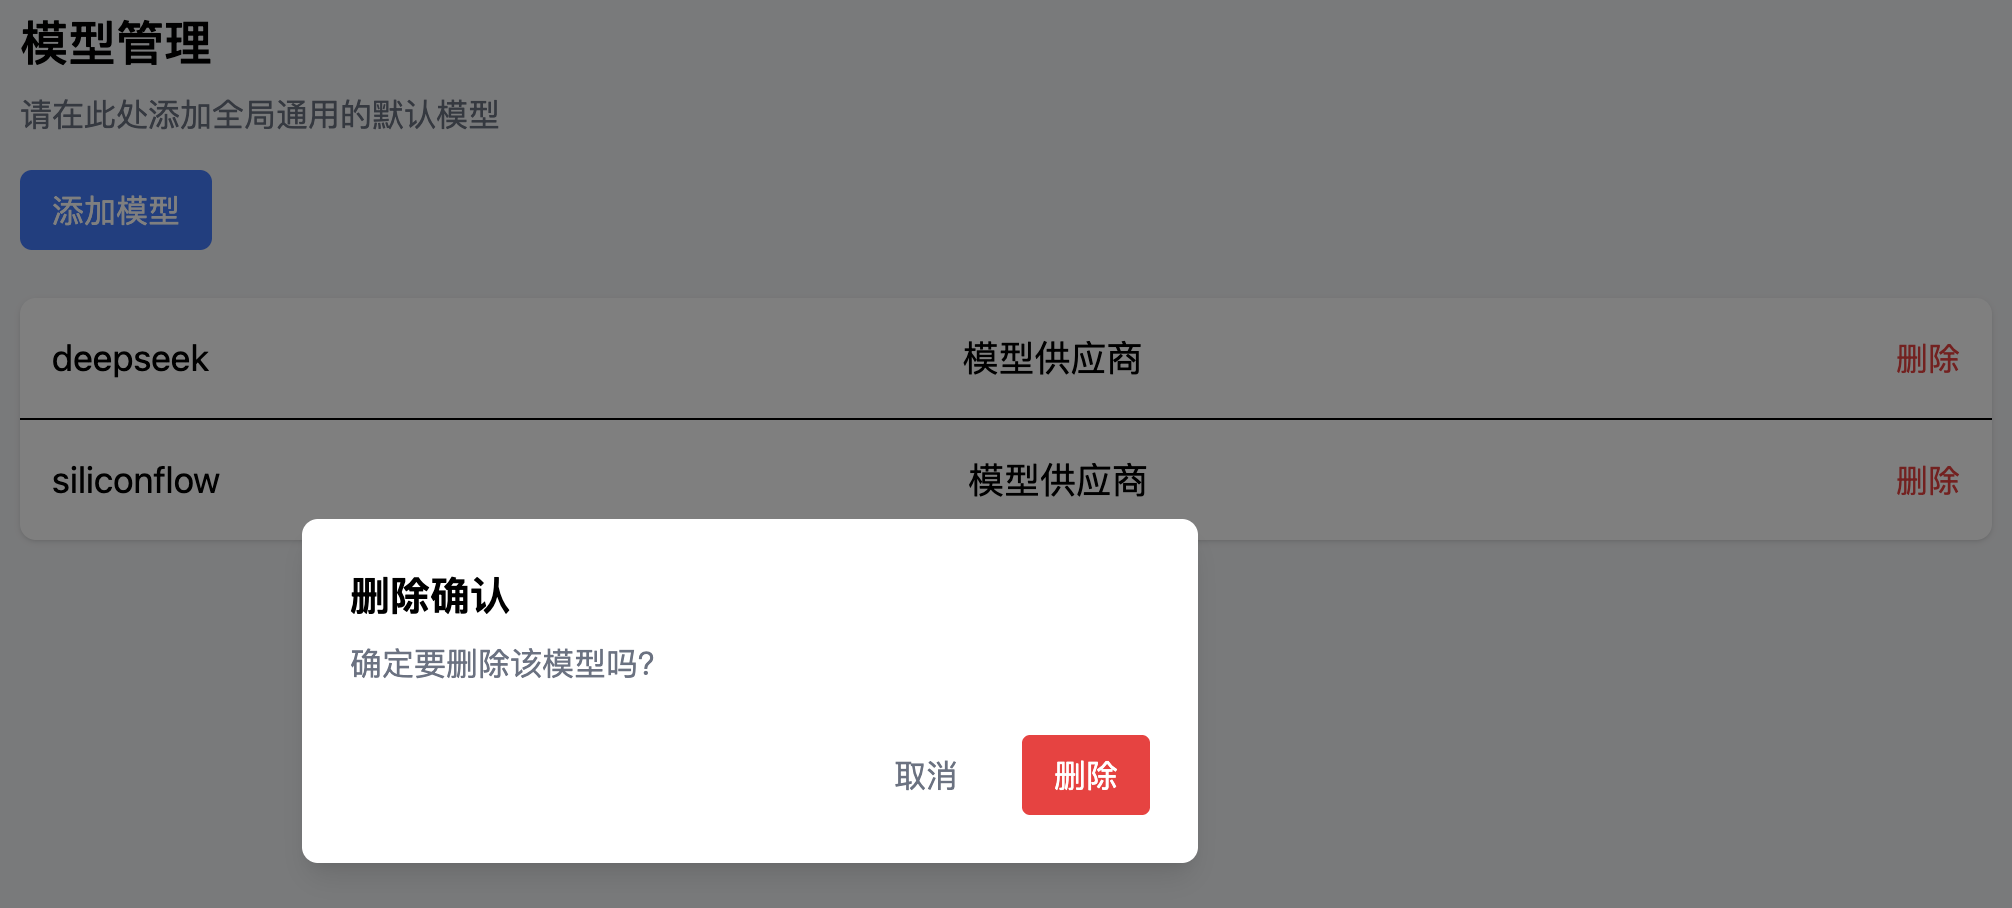 模型管理
请在此处添加全局通用的默认模型
添加模型
deepseek 模型供应商 删除
siliconflow 模型供应商 删除
删除确认
确定要删除该模型吗?
取消 删除